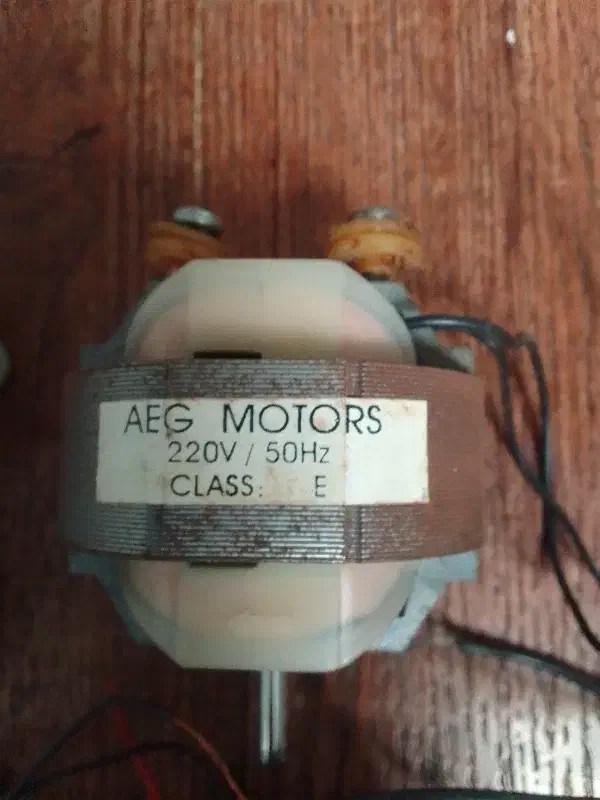 AEG MOTORS
220V / 50Hz
CLASS: E